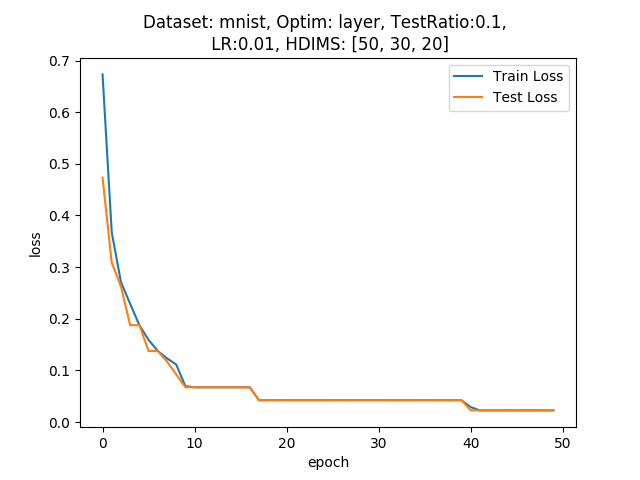 Dataset: mnist, Optim: layer, TestRatio:0.1,
LR:0.01, HDIMS: [50, 30, 20]
Train Loss
Test Loss
0.7
0.6
0.5
0.4
0.3
0.2
0.1
0.0
loss
0 10 20 30 40 50
epoch